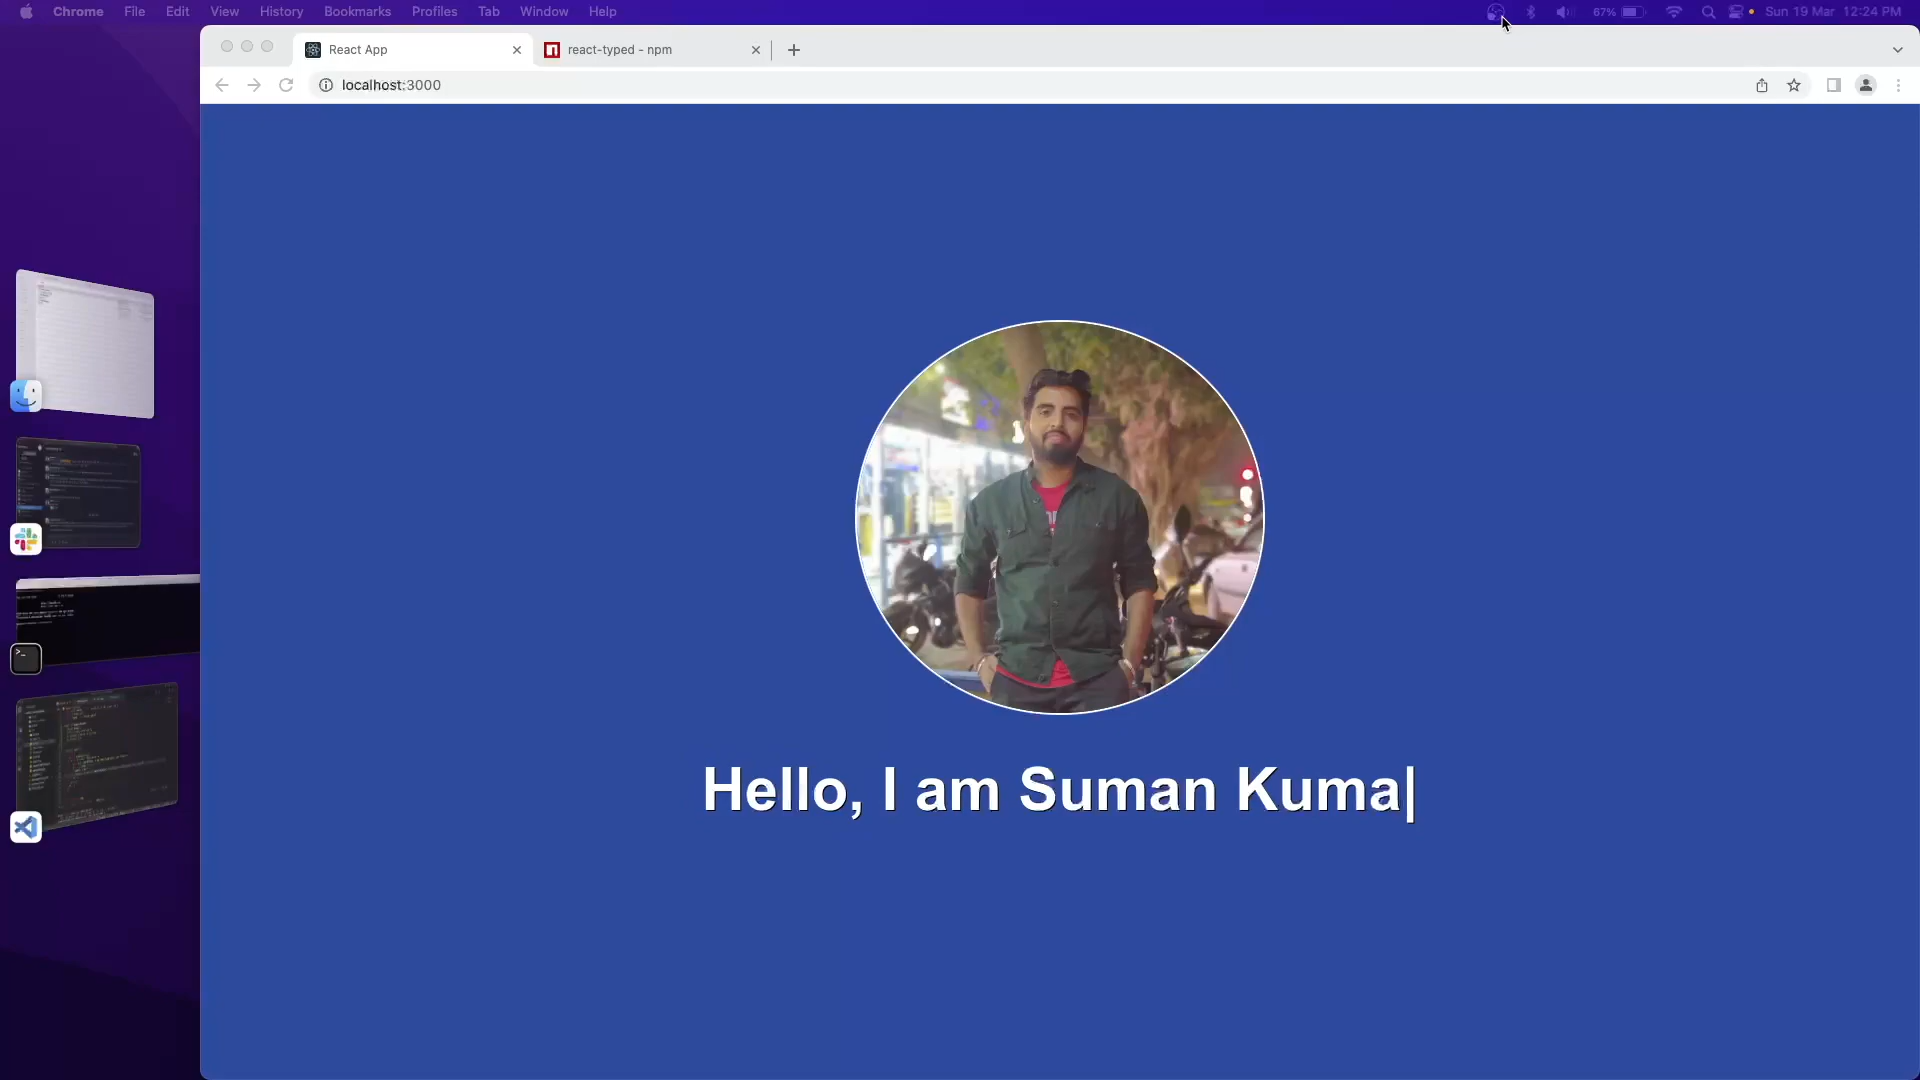 Chrome File Edit View History Bookmarks Profiles Tab Window Help 67% Sun 19 Mar 12:24 PM
React App react-typed - npm
localhost:3000
Hello, I am Suman Kuma|